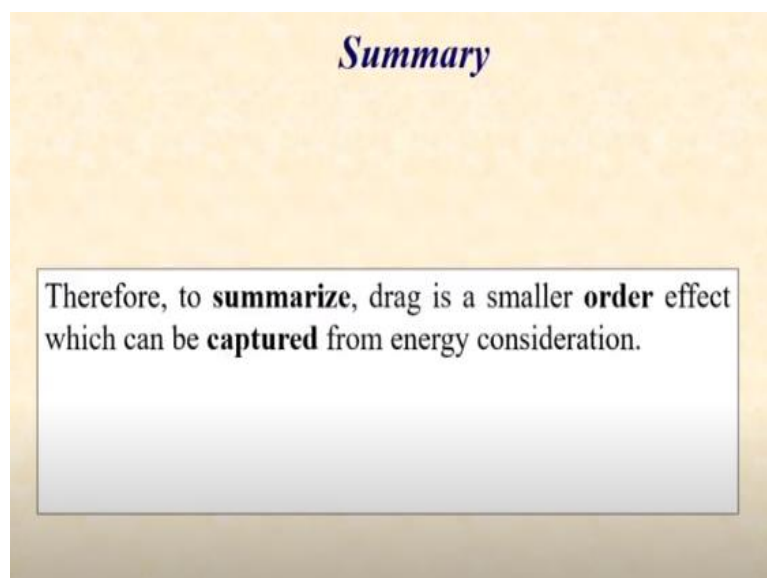 Summary
Therefore, to summarize, drag is a smaller order effect
which can be captured from energy consideration.